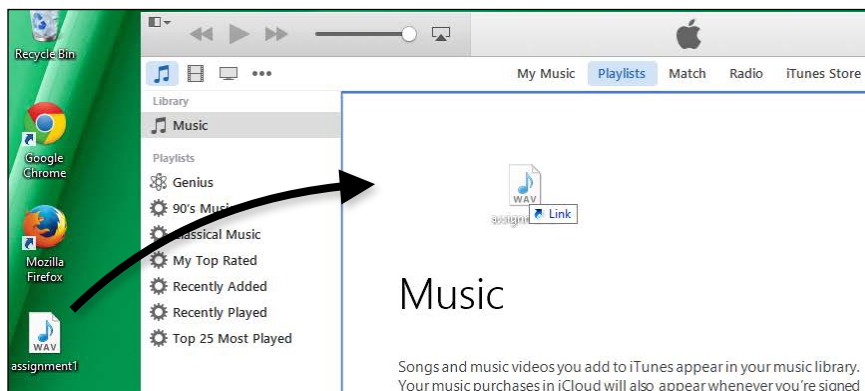 Recycle Bin
Google
Chrome
Mozilla
Firefox
WAV
assignment1
My Music Playlists Match Radio iTunes Store
Library
Music
Playlists
Genius
90's Music
Classical Music
My Top Rated
Recently Added
Recently Played
Top 25 Most Played
WAV
Link
Music
Songs and music videos you add to iTunes appear in your music library.
Your music purchases in iCloud will also appear whenever you're signed